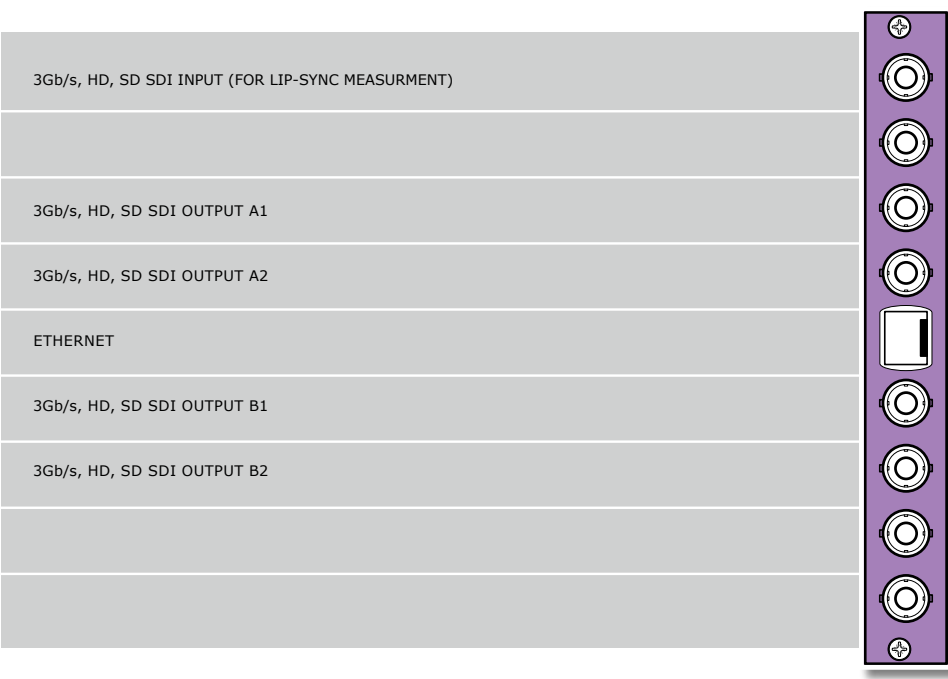 3Gb/s, HD, SD SDI INPUT (FOR LIP-SYNC MEASURMENT)
3Gb/s, HD, SD SDI OUTPUT A1
3Gb/s, HD, SD SDI OUTPUT A2
ETHERNET
3Gb/s, HD, SD SDI OUTPUT B1
3Gb/s, HD, SD SDI OUTPUT B2